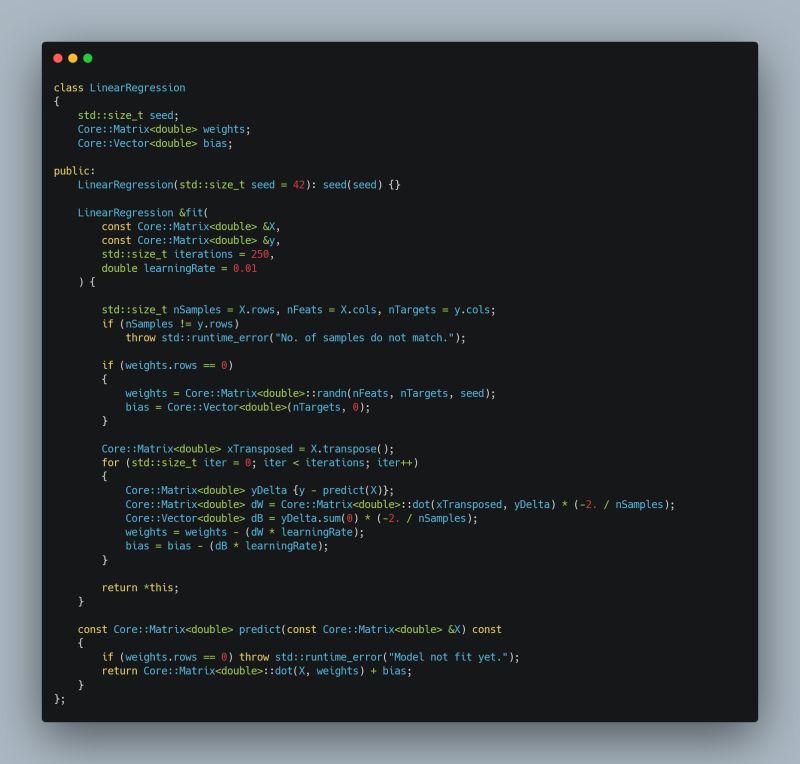 class LinearRegression
{
    std::size_t seed;
    Core::Matrix<double> weights;
    Core::Vector<double> bias;

public:
    LinearRegression(std::size_t seed = 42): seed(seed) {}

    LinearRegression &fit(
        const Core::Matrix<double> &X,
        const Core::Matrix<double> &y,
        std::size_t iterations = 250,
        double learningRate = 0.01
    ) {

        std::size_t nSamples = X.rows, nFeats = X.cols, nTargets = y.cols;
        if (nSamples != y.rows)
            throw std::runtime_error("No. of samples do not match.");

        if (weights.rows == 0)
        {
            weights = Core::Matrix<double>::randn(nFeats, nTargets, seed);
            bias = Core::Vector<double>(nTargets, 0);
        }

        Core::Matrix<double> xTransposed = X.transpose();
        for (std::size_t iter = 0; iter < iterations; iter++)
        {
            Core::Matrix<double> yDelta {y - predict(X)};
            Core::Matrix<double> dW = Core::Matrix<double>::dot(xTransposed, yDelta) * (-2. / nSamples);
            Core::Vector<double> dB = yDelta.sum(0) * (-2. / nSamples);
            weights = weights - (dW * learningRate);
            bias = bias - (dB * learningRate);
        }

        return *this;
    }

    const Core::Matrix<double> predict(const Core::Matrix<double> &X) const
    {
        if (weights.rows == 0) throw std::runtime_error("Model not fit yet.");
        return Core::Matrix<double>::dot(X, weights) + bias;
    }
};